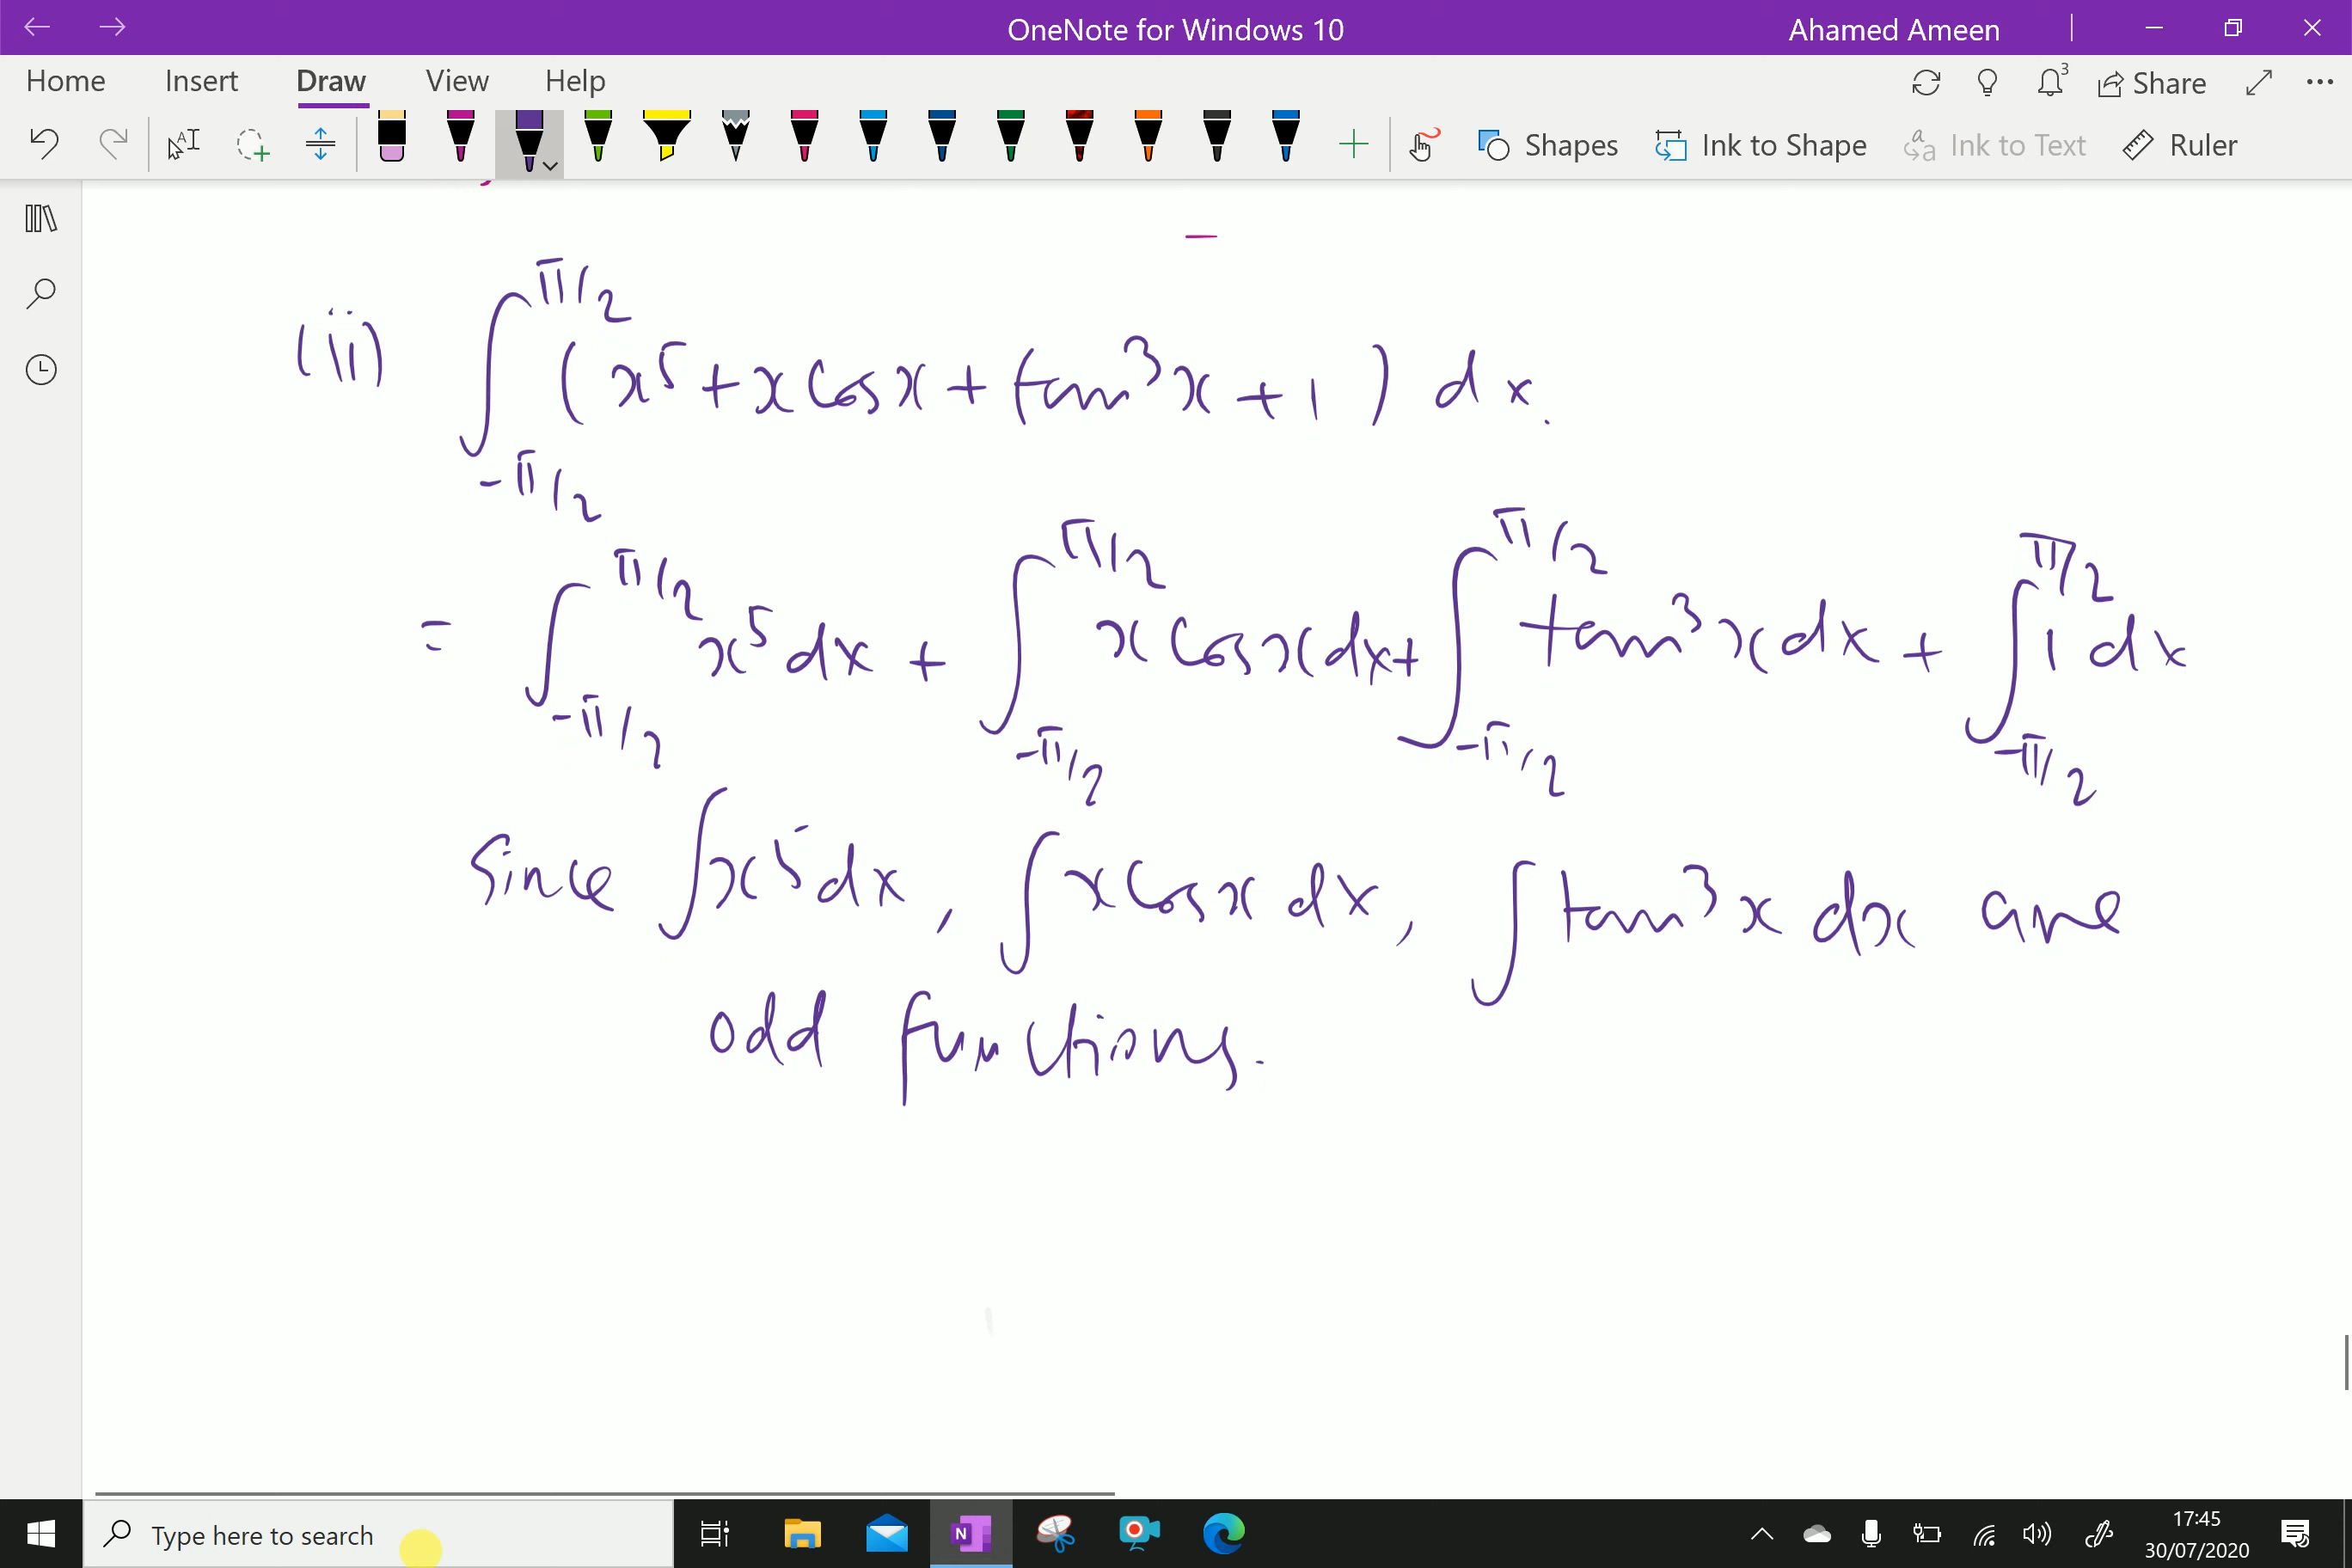 OneNote for Windows 10 Ahamed Ameen
Home Insert Draw View Help 3 Share
Shapes Ink to Shape Ink to Text Ruler
(ii) ∫_{-π/2}^{π/2} (x⁵ + x cos x + tan³x + 1) dx.
= ∫_{-π/2}^{π/2} x⁵ dx + ∫_{-π/2}^{π/2} x cos x dx + ∫_{-π/2}^{π/2} tan³x dx + ∫_{-π/2}^{π/2} 1 dx
Since ∫x⁵ dx, ∫x cos x dx, ∫tan³x dx are
odd functions.
Type here to search
17:45
30/07/2020